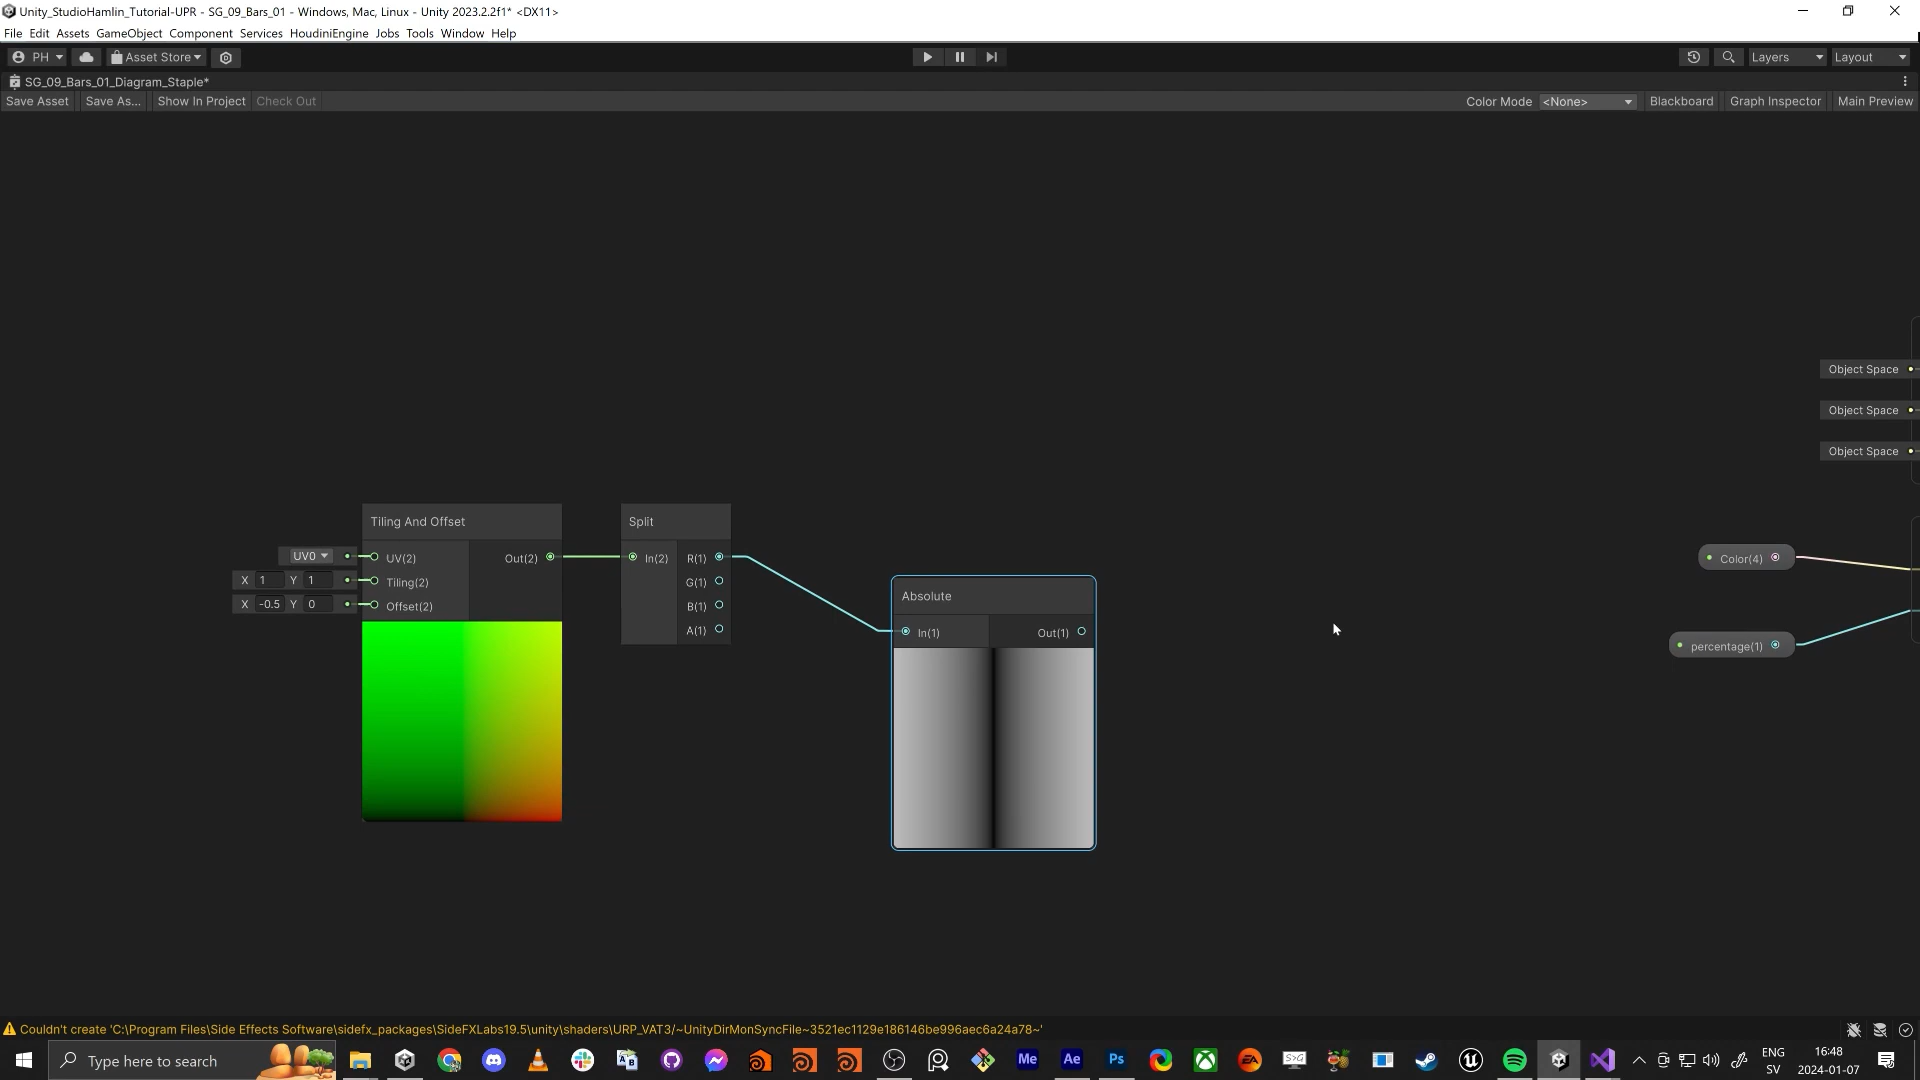 Unity_StudioHamlin_Tutorial-UPR - SG_09_Bars_01 - Windows, Mac, Linux - Unity 2023.2.2f1* <DX11>
File Edit Assets GameObject Component Services HoudiniEngine Jobs Tools Window Help
PH Asset Store Layers Layout
SG_09_Bars_01_Diagram_Staple*
Save Asset Save As... Show In Project Check Out Color Mode <None> Blackboard Graph Inspector Main Preview
Object Space
Object Space
Object Space
Tiling And Offset
UV0 UV(2) Out(2)
X 1 Y 1 Tiling(2)
X -0.5 Y 0 Offset(2)
Split
In(2) R(1)
G(1)
B(1)
A(1)
Absolute
In(1) Out(1)
Color(4)
percentage(1)
Couldn't create 'C:\Program Files\Side Effects Software\sidefx_packages\SideFXLabs19.5\unity\shaders\URP_VAT3/~UnityDirMonSyncFile~3521ec1129e186146be996aec6a24a78~'
Type here to search
Me Ae Ps EA S>G
ENG
SV
16:48
2024-01-07